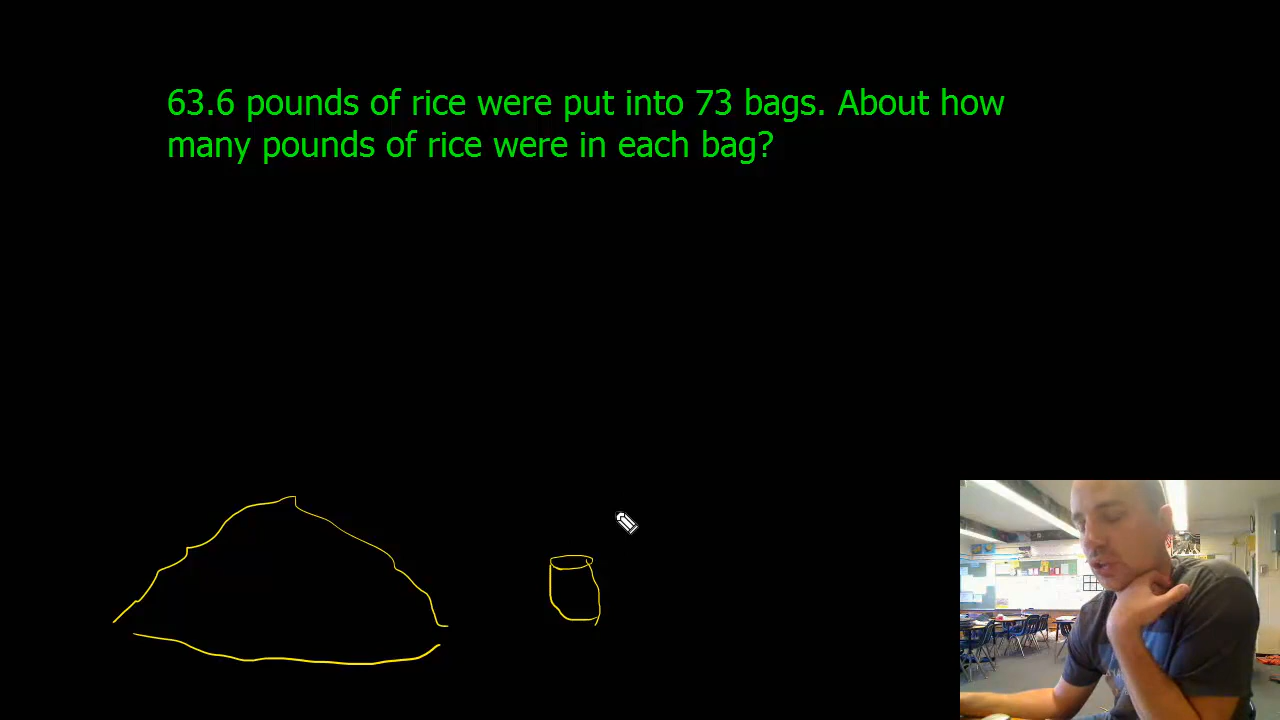 63.6 pounds of rice were put into 73 bags. About how
many pounds of rice were in each bag?